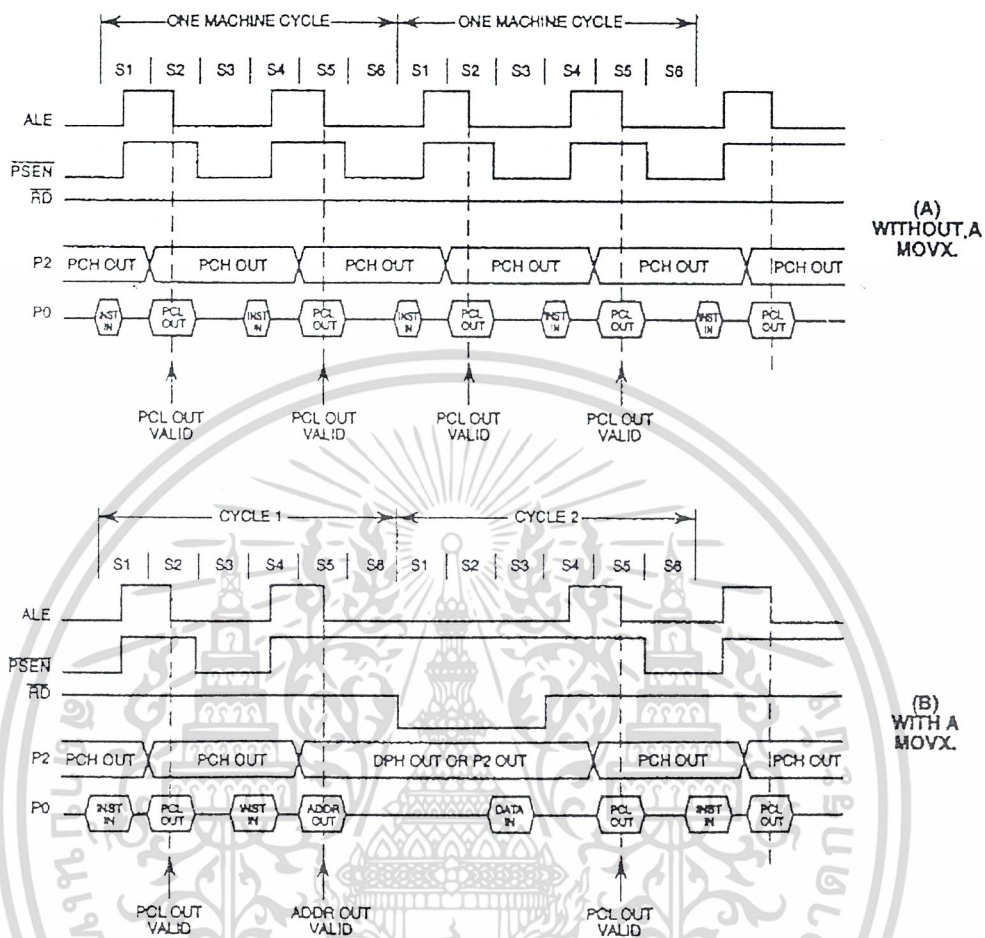 ONE MACHINE CYCLE ONE MACHINE CYCLE
S1 S2 S3 S4 S5 S6 S1 S2 S3 S4 S5 S6
ALE
PSEN
RD
P2 PCH OUT PCH OUT PCH OUT PCH OUT PCH OUT PCH OUT
P0 INST IN PCL OUT INST IN PCL OUT INST IN PCL OUT INST IN PCL OUT INST IN PCL OUT
(A)
WITHOUT A
MOVX.
PCL OUT VALID PCL OUT VALID PCL OUT VALID PCL OUT VALID
CYCLE 1 CYCLE 2
S1 S2 S3 S4 S5 S6 S1 S2 S3 S4 S5 S6
ALE
PSEN
RD
P2 PCH OUT PCH OUT DPH OUT OR P2 OUT PCH OUT PCH OUT
P0 INST IN PCL OUT INST IN ADDR OUT DATA IN PCL OUT INST IN PCL OUT
(B)
WITH A
MOVX.
PCL OUT VALID ADDR OUT VALID PCL OUT VALID